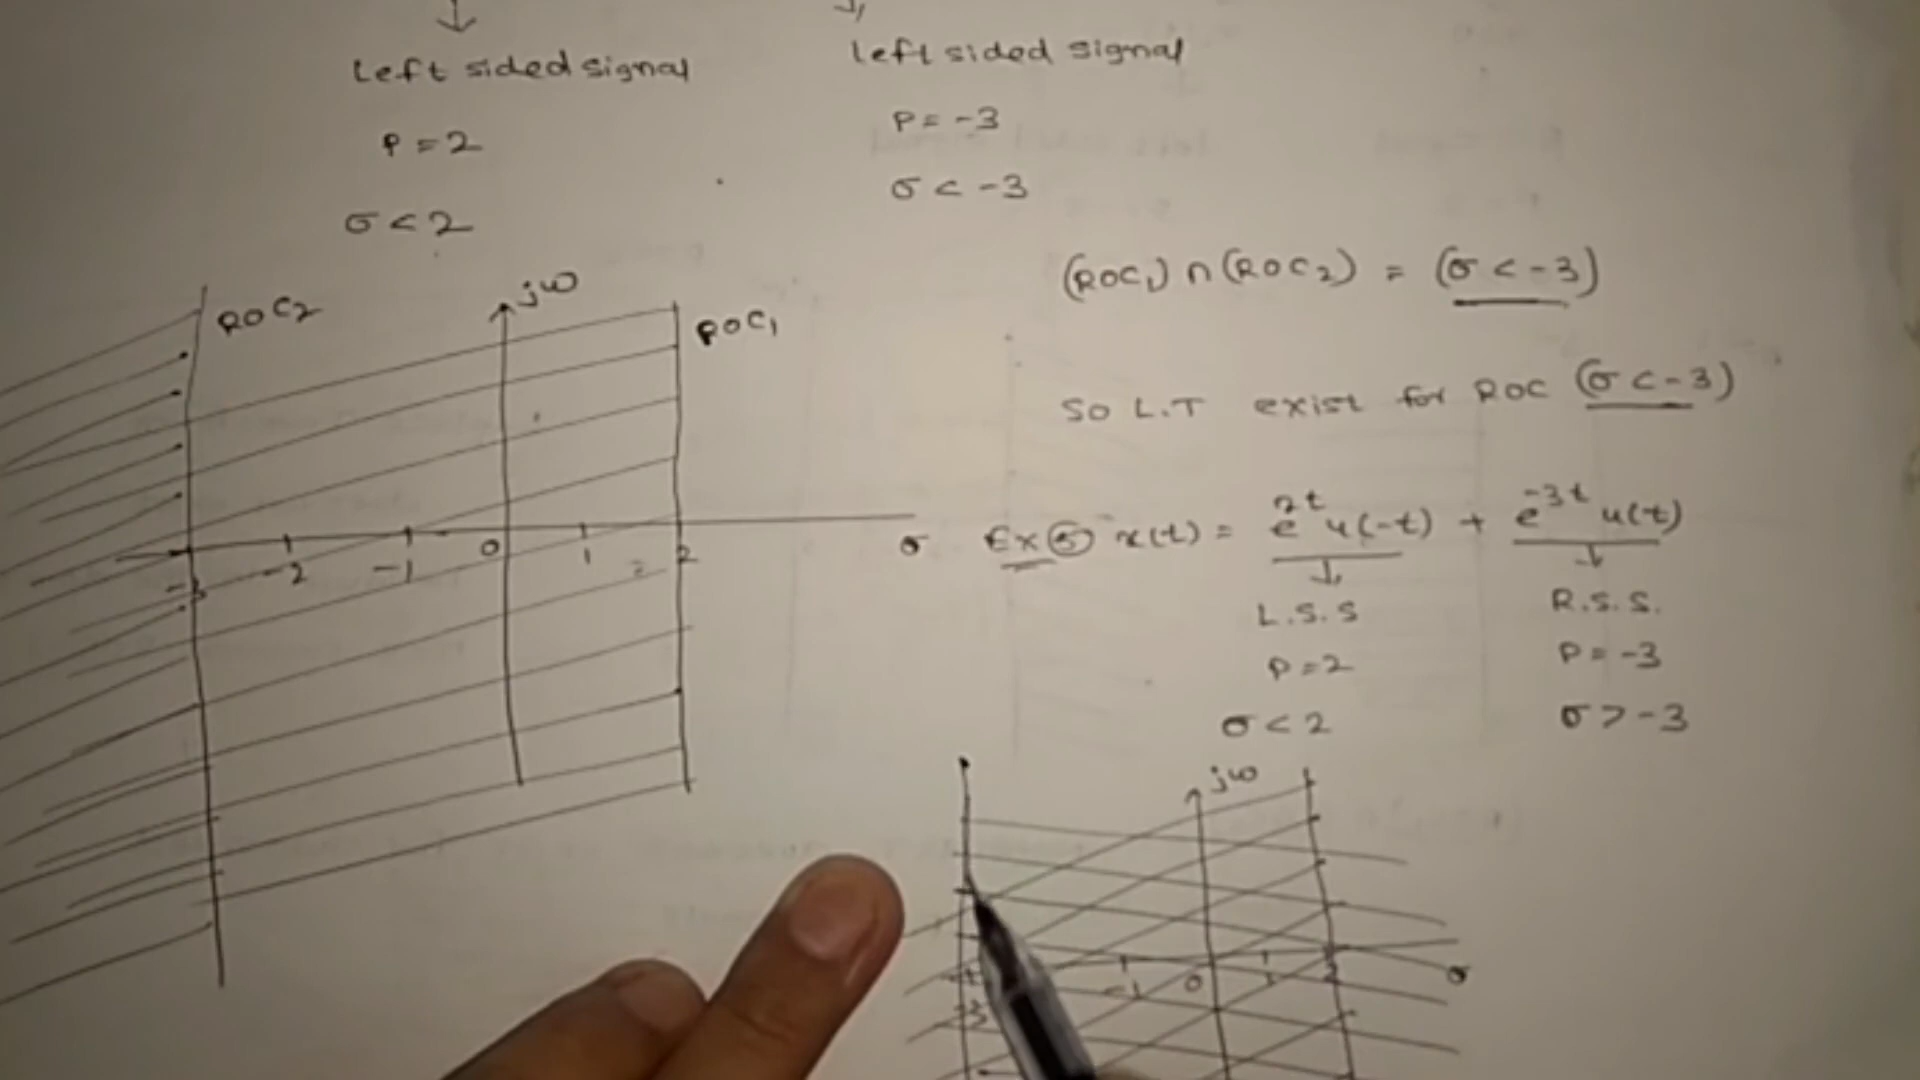 Left sided signal
P = 2
σ < 2
left sided signal
P = -3
σ < -3
ROC2
jω
ROC1
-3 -2 -1 0 1 2 σ
(ROC1) ∩ (ROC2) = (σ < -3)
So L.T exist for ROC (σ < -3)
Ex ⑤ x(t) = e^2t u(-t) + e^-3t u(t)
L.S.S
P = 2
σ < 2
R.S.S.
P = -3
σ > -3
jω
-3 -1 0 1 2 σ